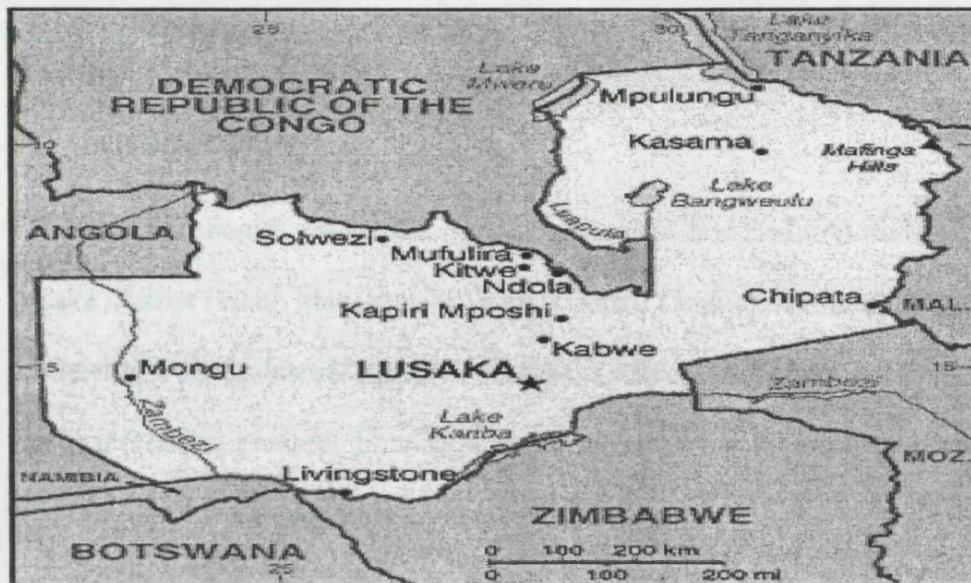 25
30
Lake
Tanganyika
TANZANIA
Lake
Mweru
DEMOCRATIC
REPUBLIC OF THE
CONGO
Mpulungu
10
Kasama
Mafinga
Hills
Lake
Bangweulu
Luapula
ANGOLA
Solwezi
Mufulira
Kitwe
Ndola
Chipata
MAL.
Kapiri Mposhi
Kabwe
15
LUSAKA
15
Mongu
Zambezi
Zambezi
Lake
Kariba
NAMIBIA
Livingstone
MOZ.
ZIMBABWE
BOTSWANA
25
0 100 200 km
0 100 200 mi